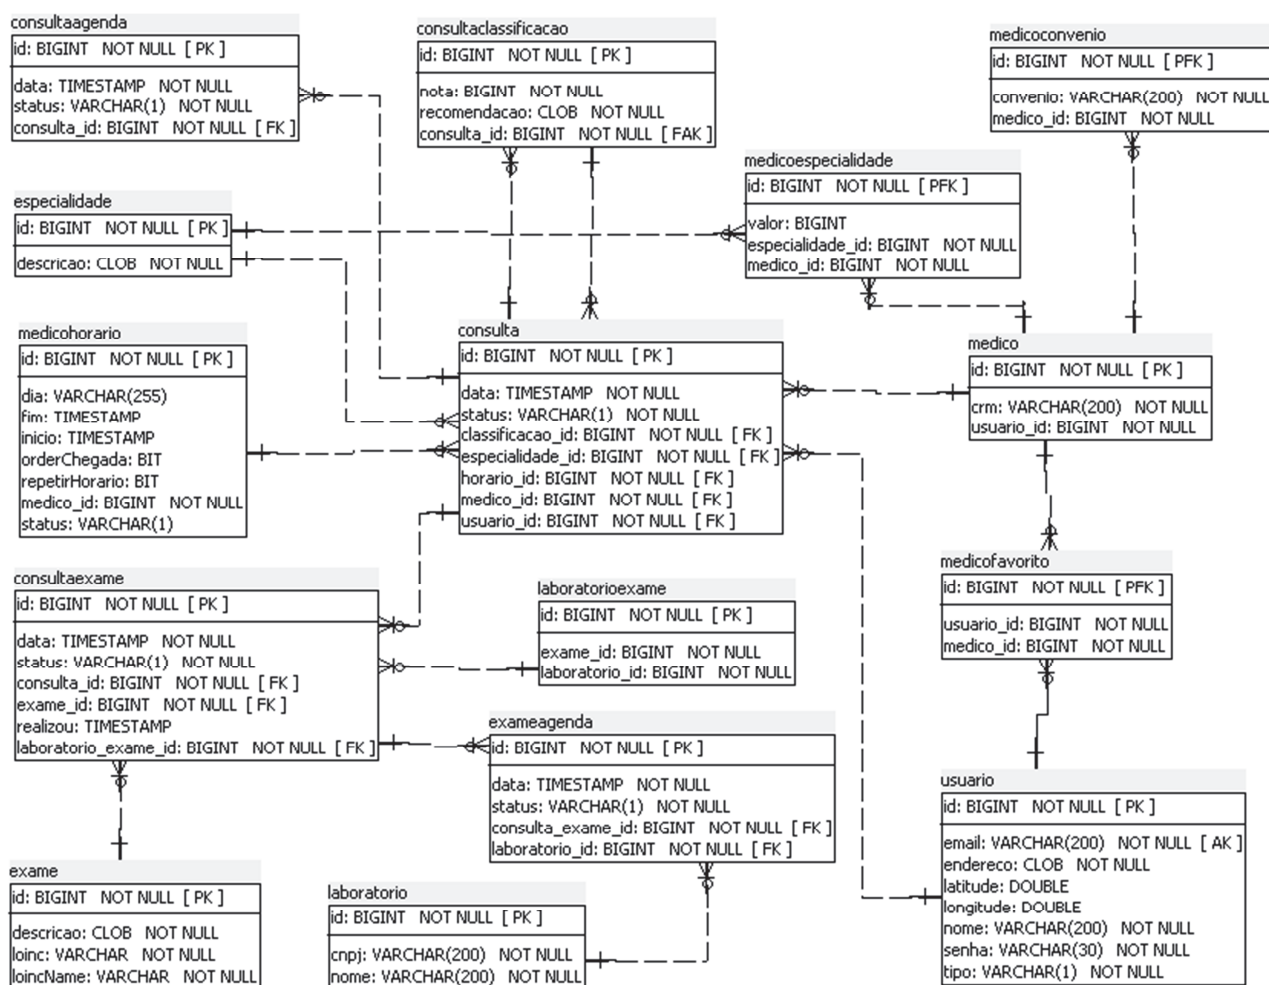 consultaagenda
id: BIGINT NOT NULL [ PK ]
data: TIMESTAMP NOT NULL
status: VARCHAR(1) NOT NULL
consulta_id: BIGINT NOT NULL [ FK ]
consultaclassificacao
id: BIGINT NOT NULL [ PK ]
nota: BIGINT NOT NULL
recomendacao: CLOB NOT NULL
consulta_id: BIGINT NOT NULL [ FAK ]
medicoconvenio
id: BIGINT NOT NULL [ PFK ]
convenio: VARCHAR(200) NOT NULL
medico_id: BIGINT NOT NULL
medicoespecialidade
id: BIGINT NOT NULL [ PFK ]
valor: BIGINT
especialidade_id: BIGINT NOT NULL
medico_id: BIGINT NOT NULL
especialidade
id: BIGINT NOT NULL [ PK ]
descricao: CLOB NOT NULL
medicohorario
id: BIGINT NOT NULL [ PK ]
dia: VARCHAR(255)
fim: TIMESTAMP
inicio: TIMESTAMP
orderChegada: BIT
repetirHorario: BIT
medico_id: BIGINT NOT NULL
status: VARCHAR(1)
consulta
id: BIGINT NOT NULL [ PK ]
data: TIMESTAMP NOT NULL
status: VARCHAR(1) NOT NULL
classificacao_id: BIGINT NOT NULL [ FK ]
especialidade_id: BIGINT NOT NULL [ FK ]
horario_id: BIGINT NOT NULL [ FK ]
medico_id: BIGINT NOT NULL [ FK ]
usuario_id: BIGINT NOT NULL [ FK ]
medico
id: BIGINT NOT NULL [ PK ]
crm: VARCHAR(200) NOT NULL
usuario_id: BIGINT NOT NULL
medicofavorito
id: BIGINT NOT NULL [ PFK ]
usuario_id: BIGINT NOT NULL
medico_id: BIGINT NOT NULL
consultaexame
id: BIGINT NOT NULL [ PK ]
data: TIMESTAMP NOT NULL
status: VARCHAR(1) NOT NULL
consulta_id: BIGINT NOT NULL [ FK ]
exame_id: BIGINT NOT NULL [ FK ]
realizou: TIMESTAMP
laboratorio_exame_id: BIGINT NOT NULL [ FK ]
laboratorioexame
id: BIGINT NOT NULL [ PK ]
exame_id: BIGINT NOT NULL
laboratorio_id: BIGINT NOT NULL
exameagenda
id: BIGINT NOT NULL [ PK ]
data: TIMESTAMP NOT NULL
status: VARCHAR(1) NOT NULL
consulta_exame_id: BIGINT NOT NULL [ FK ]
laboratorio_id: BIGINT NOT NULL [ FK ]
usuario
id: BIGINT NOT NULL [ PK ]
email: VARCHAR(200) NOT NULL [ AK ]
endereco: CLOB NOT NULL
latitude: DOUBLE
longitude: DOUBLE
nome: VARCHAR(200) NOT NULL
senha: VARCHAR(30) NOT NULL
tipo: VARCHAR(1) NOT NULL
exame
id: BIGINT NOT NULL [ PK ]
descricao: CLOB NOT NULL
loinc: VARCHAR NOT NULL
loincName: VARCHAR NOT NULL
laboratorio
id: BIGINT NOT NULL [ PK ]
cnpj: VARCHAR(200) NOT NULL
nome: VARCHAR(200) NOT NULL